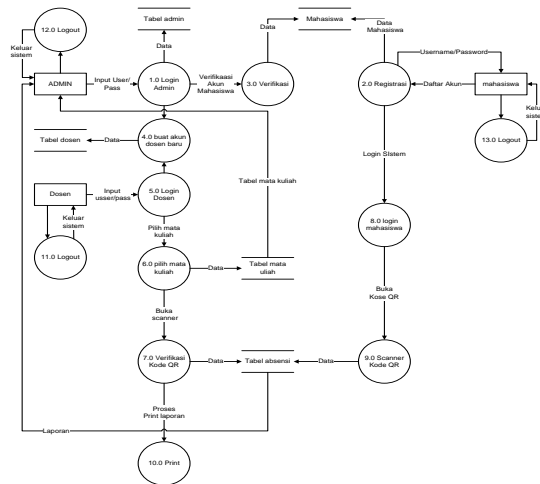 Tabel admin
Data
Mahasiswa
Data
Mahasiswa
12.0 Logout
Keluar
sistem
Data
Username/Password
ADMIN
Input User/
Pass
1.0 Login
Admin
Verifikaasi
Akun
Mahasiswa
3.0 Verifikasi
2.0 Registrasi
Daftar Akun
mahasiswa
Kelu
siste
13.0 Logout
Tabel dosen
Data
4.0 buat akun
dosen baru
Login SIstem
Tabel mata kuliah
Dosen
Input
usser/pass
5.0 Login
Dosen
Keluar
sistem
Pilih mata
kuliah
8.0 login
mahasiswa
11.0 Logout
6.0 pilih mata
kuliah
Data
Tabel mata
uliah
Buka
scanner
Buka
Kose QR
7.0 Verifikasi
Kode QR
Data
Tabel absensi
Data
9.0 Scanner
Kode QR
Proses
Print laporan
Laporan
10.0 Print